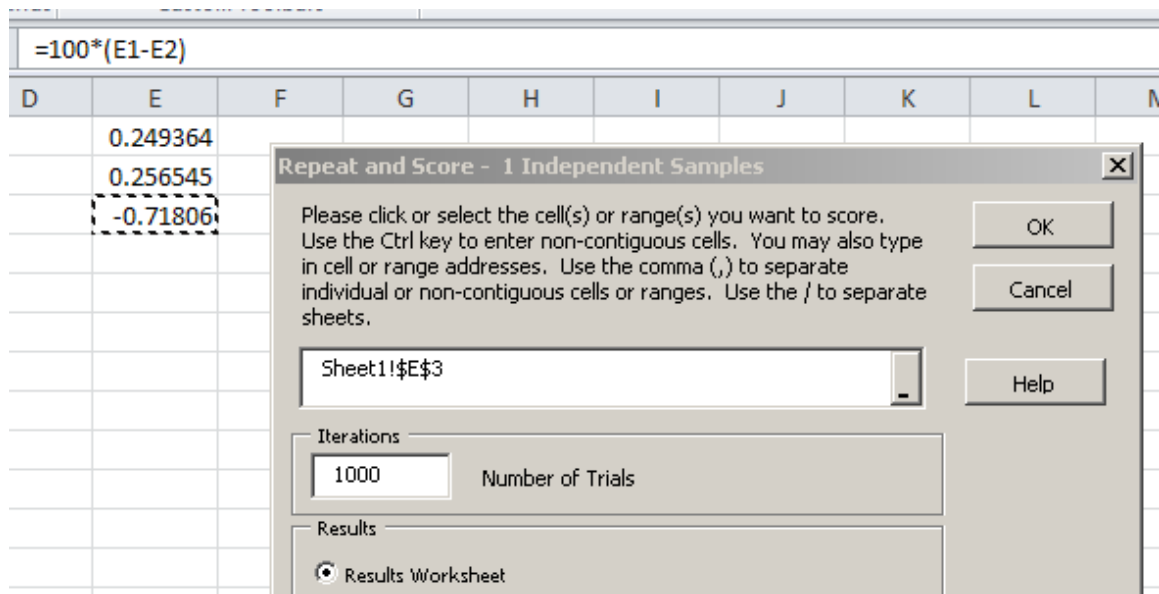 =100*(E1-E2)
D E F G H I J K L
0.249364
0.256545
-0.71806
Repeat and Score - 1 Independent Samples
Please click or select the cell(s) or range(s) you want to score.
Use the Ctrl key to enter non-contiguous cells. You may also type
in cell or range addresses. Use the comma (,) to separate
individual or non-contiguous cells or ranges. Use the / to separate
sheets.
OK
Cancel
Sheet1!$E$3
Help
Iterations
1000 Number of Trials
Results
Results Worksheet